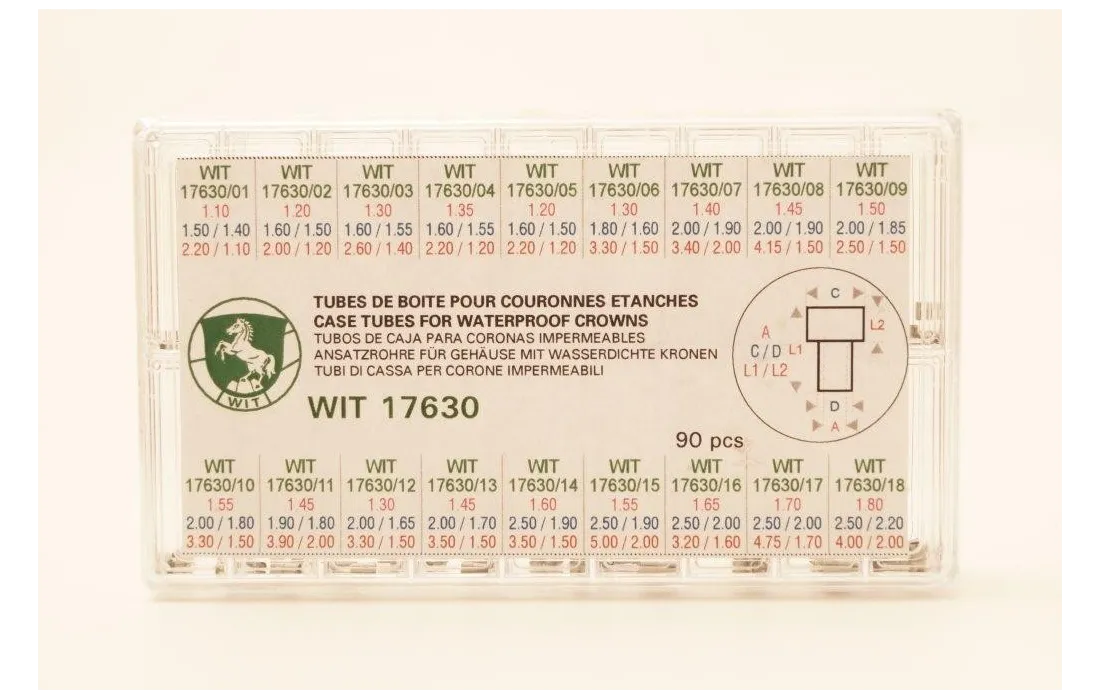 WIT WIT WIT WIT WIT WIT WIT WIT WIT
17630/01 17630/02 17630/03 17630/04 17630/05 17630/06 17630/07 17630/08 17630/09
1.10 1.20 1.30 1.35 1.20 1.30 1.40 1.45 1.50
1.50 / 1.40 1.60 / 1.50 1.60 / 1.55 1.60 / 1.55 1.60 / 1.50 1.80 / 1.60 2.00 / 1.90 2.00 / 1.90 2.00 / 1.85
2.20 / 1.10 2.00 / 1.20 2.60 / 1.40 2.20 / 1.20 2.20 / 1.20 3.30 / 1.50 3.40 / 2.00 4.15 / 1.50 2.50 / 1.50
WIT
TUBES DE BOITE POUR COURONNES ETANCHES
CASE TUBES FOR WATERPROOF CROWNS
TUBOS DE CAJA PARA CORONAS IMPERMEABLES
ANSATZROHRE FÜR GEHÄUSE MIT WASSERDICHTE KRONEN
TUBI DI CASSA PER CORONE IMPERMEABILI
WIT 17630
C
L2
A
C/D L1
L1 / L2
D
A
90 pcs
WIT WIT WIT WIT WIT WIT WIT WIT WIT
17630/10 17630/11 17630/12 17630/13 17630/14 17630/15 17630/16 17630/17 17630/18
1.55 1 45 1.30 1.45 1.60 1.55 1.65 1.70 1.80
2.00 / 1.80 1.90 / 1.80 2.00 / 1.65 2.00 / 1.70 2.50 / 1.90 2.50 / 1.90 2.50 / 2.00 2.50 / 2.00 2.50 / 2.20
3.30 / 1.50 3.90 / 2.00 3.30 / 1.50 3.50 / 1.50 3.50 / 1.50 5.00 / 2.00 3.20 / 1.60 4.75 / 1.70 4.00 / 2.00